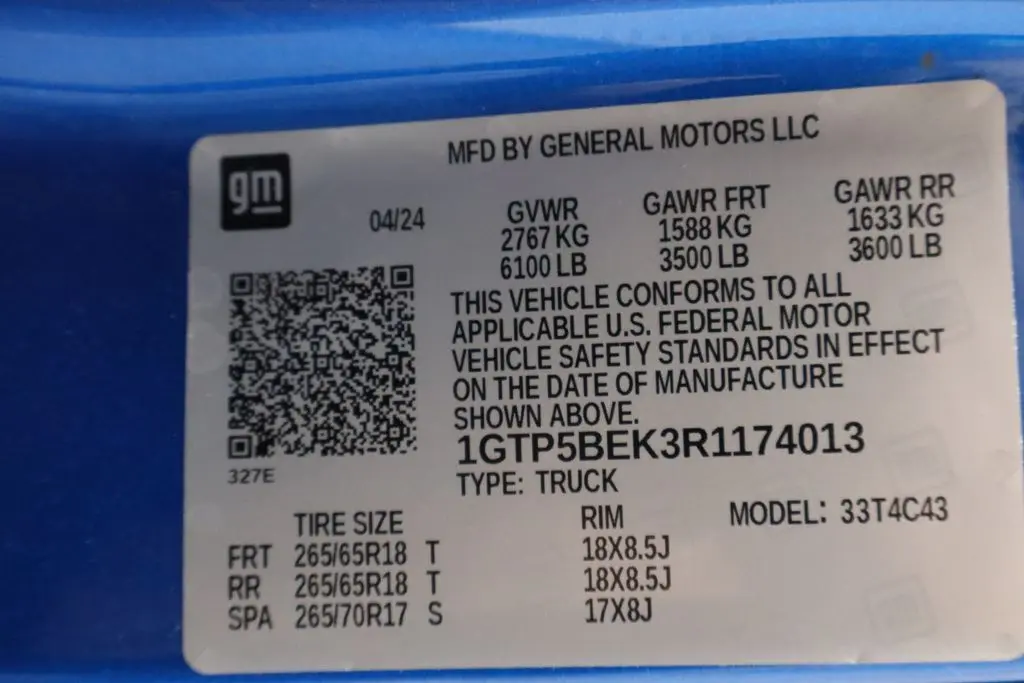 MFD BY GENERAL MOTORS LLC
gm
04/24
GVWR GAWR FRT GAWR RR
2767 KG 1588 KG 1633 KG
6100 LB 3500 LB 3600 LB
THIS VEHICLE CONFORMS TO ALL
APPLICABLE U.S. FEDERAL MOTOR
VEHICLE SAFETY STANDARDS IN EFFECT
ON THE DATE OF MANUFACTURE
SHOWN ABOVE.
327E
1GTP5BEK3R1174013
TYPE: TRUCK
TIRE SIZE RIM MODEL: 33T4C43
FRT 265/65R18 T 18X8.5J
RR 265/65R18 T 18X8.5J
SPA 265/70R17 S 17X8J